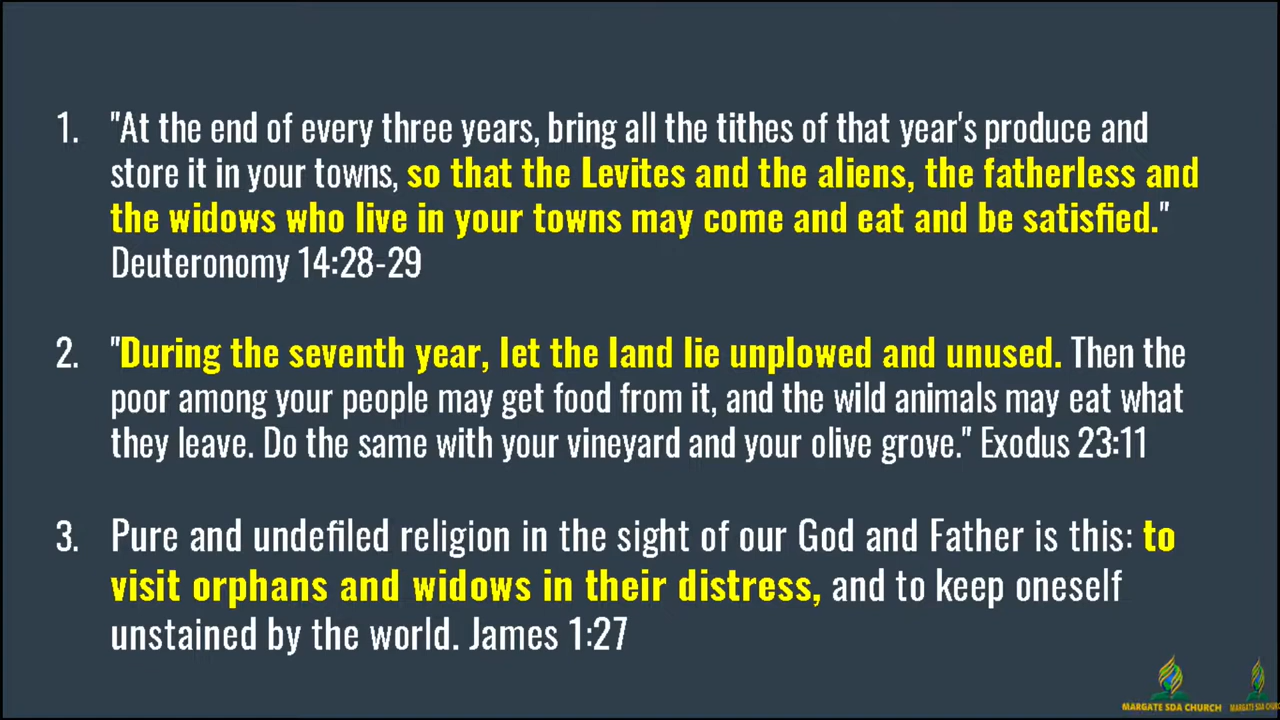 1. "At the end of every three years, bring all the tithes of that year's produce and
store it in your towns, so that the Levites and the aliens, the fatherless and
the widows who live in your towns may come and eat and be satisfied."
Deuteronomy 14:28-29
2. "During the seventh year, let the land lie unplowed and unused. Then the
poor among your people may get food from it, and the wild animals may eat what
they leave. Do the same with your vineyard and your olive grove." Exodus 23:11
3. Pure and undefiled religion in the sight of our God and Father is this: to
visit orphans and widows in their distress, and to keep oneself
unstained by the world. James 1:27
MARGATE SDA CHURCH
MARGATE SDA CHU